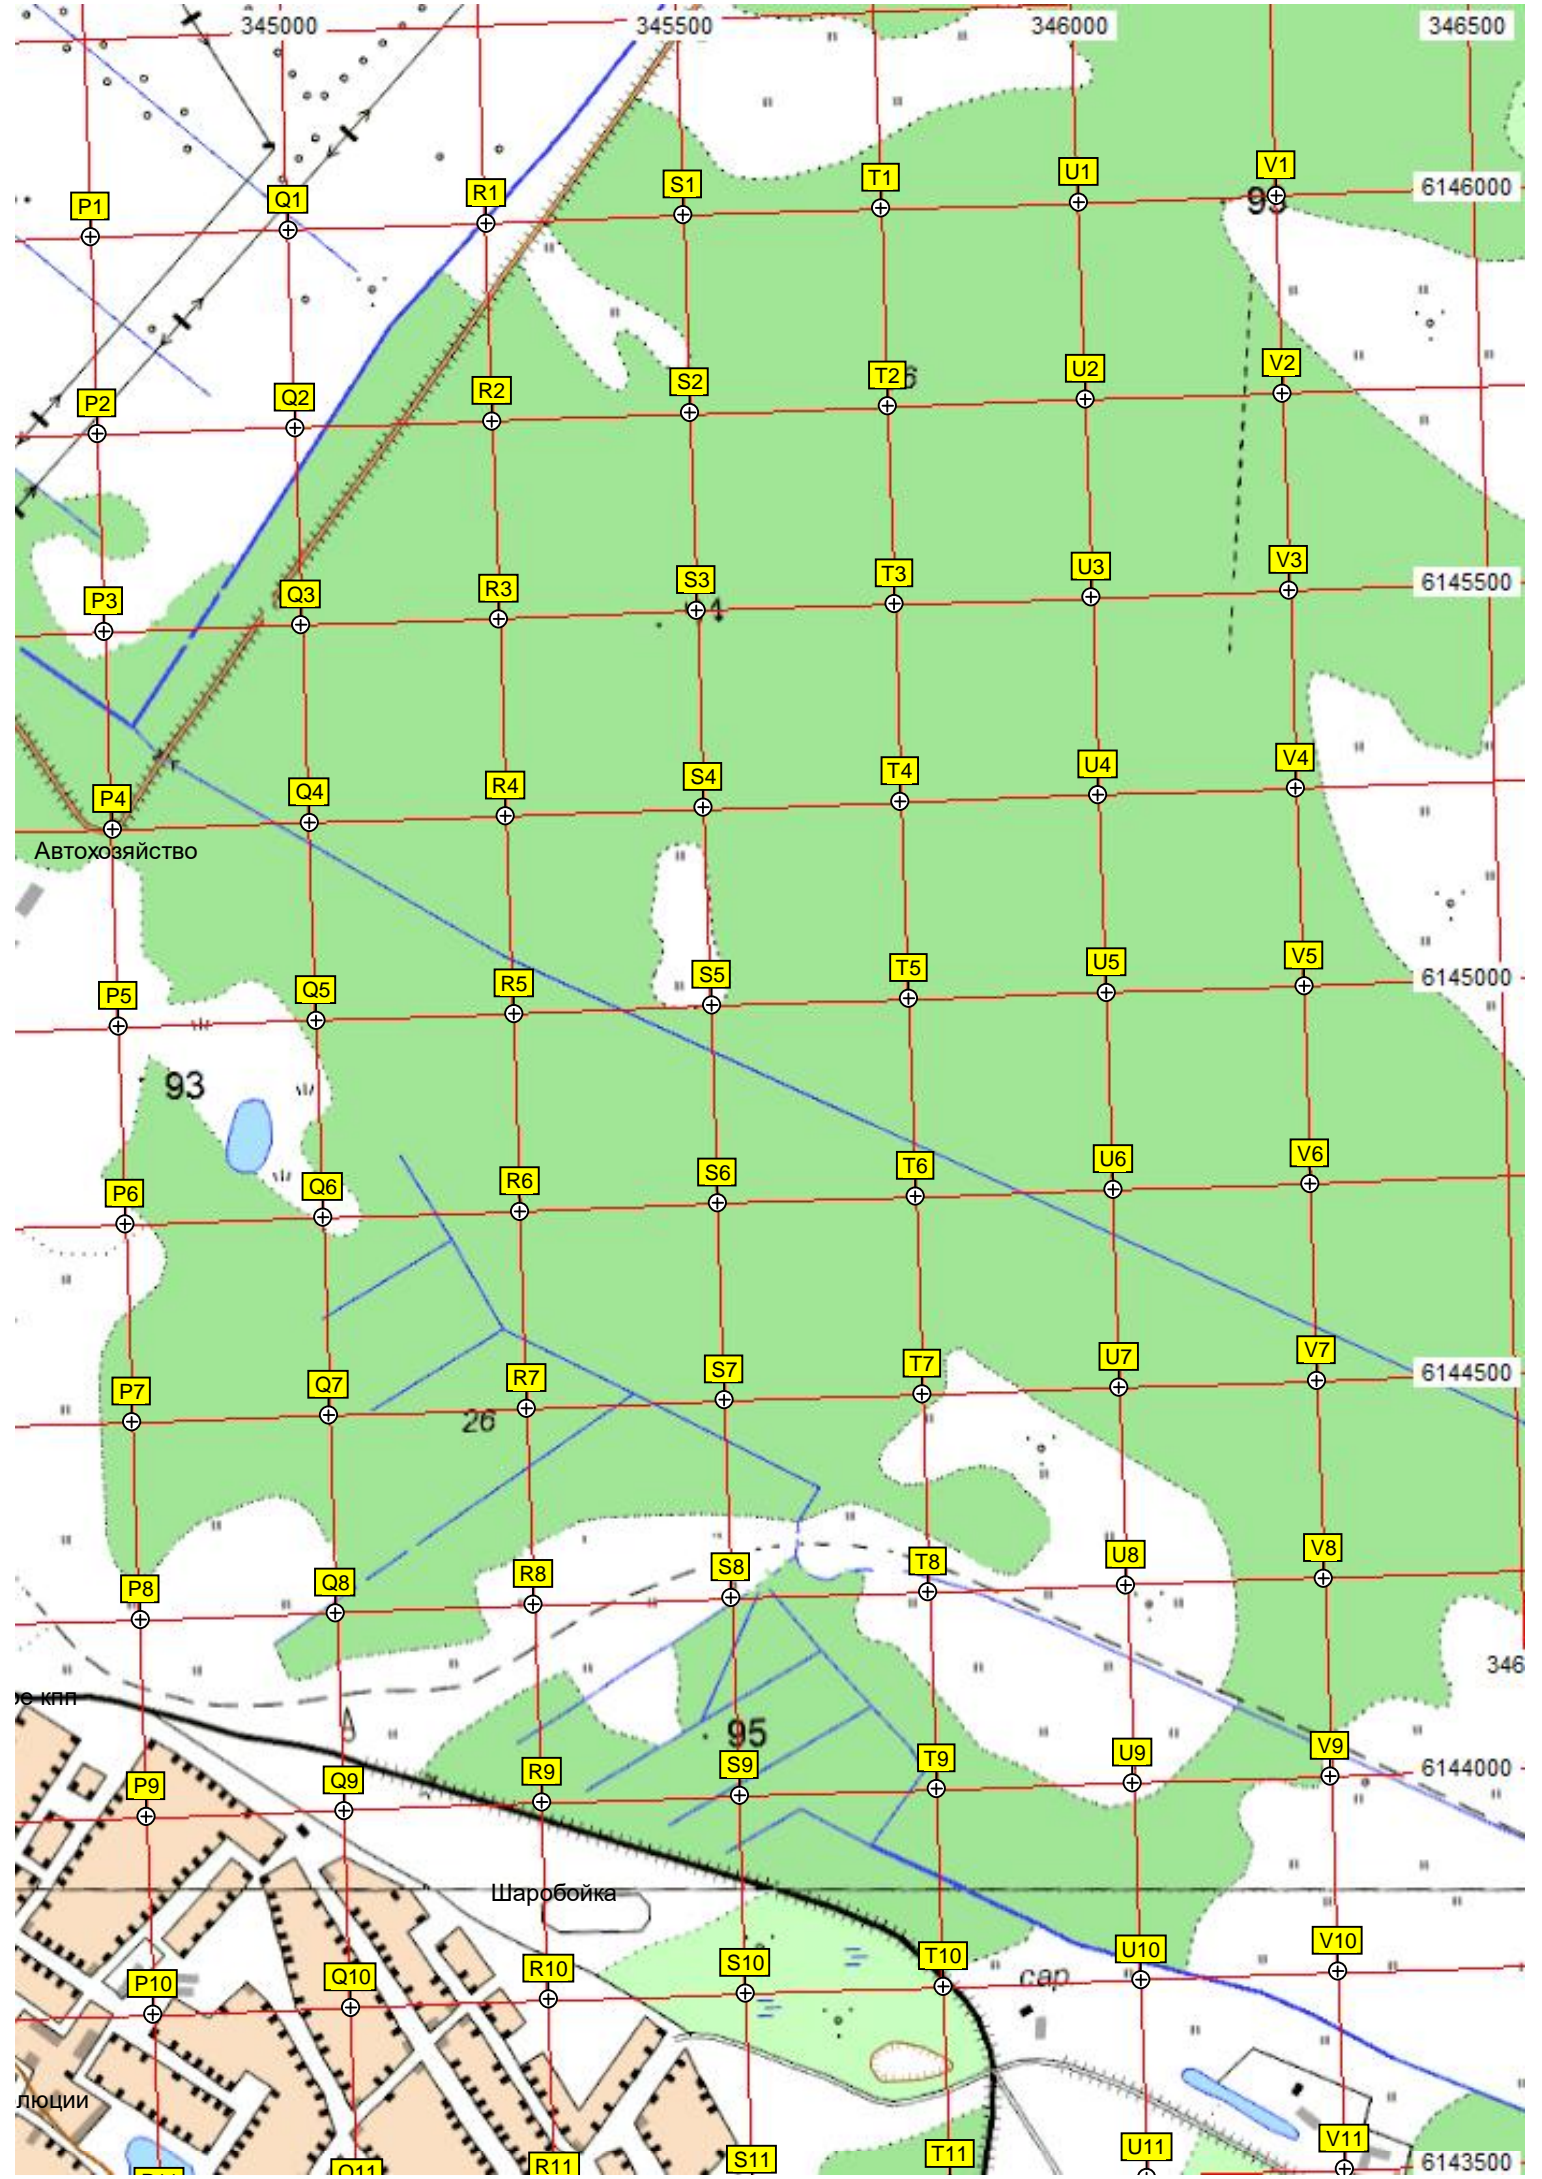 345000 345500 346000 346500
P1 Q1 R1 S1 T1 U1 V1 6146000
P2 Q2 R2 S2 T2 U2 V2
P3 Q3 R3 S3 T3 U3 V3 6145500
P4 Q4 R4 S4 T4 U4 V4
Автохозяйство
P5 Q5 R5 S5 T5 U5 V5 6145000
93
P6 Q6 R6 S6 T6 U6 V6
P7 Q7 R7 S7 T7 U7 V7 6144500
26
P8 Q8 R8 S8 T8 U8 V8
346
кпп
95
P9 Q9 R9 S9 T9 U9 V9 6144000
Шаробойка
P10 Q10 R10 S10 T10 U10 V10
сар
люции
Q11 R11 S11 T11 U11 V11 6143500